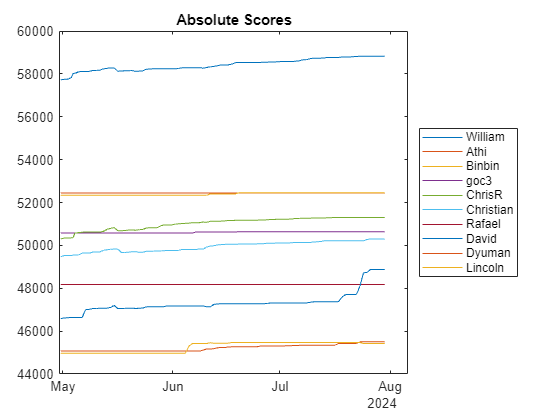 Absolute Scores
60000
58000
56000
54000
52000
50000
48000
46000
44000
May Jun Jul Aug
2024
William
Athi
Binbin
goc3
ChrisR
Christian
Rafael
David
Dyuman
Lincoln